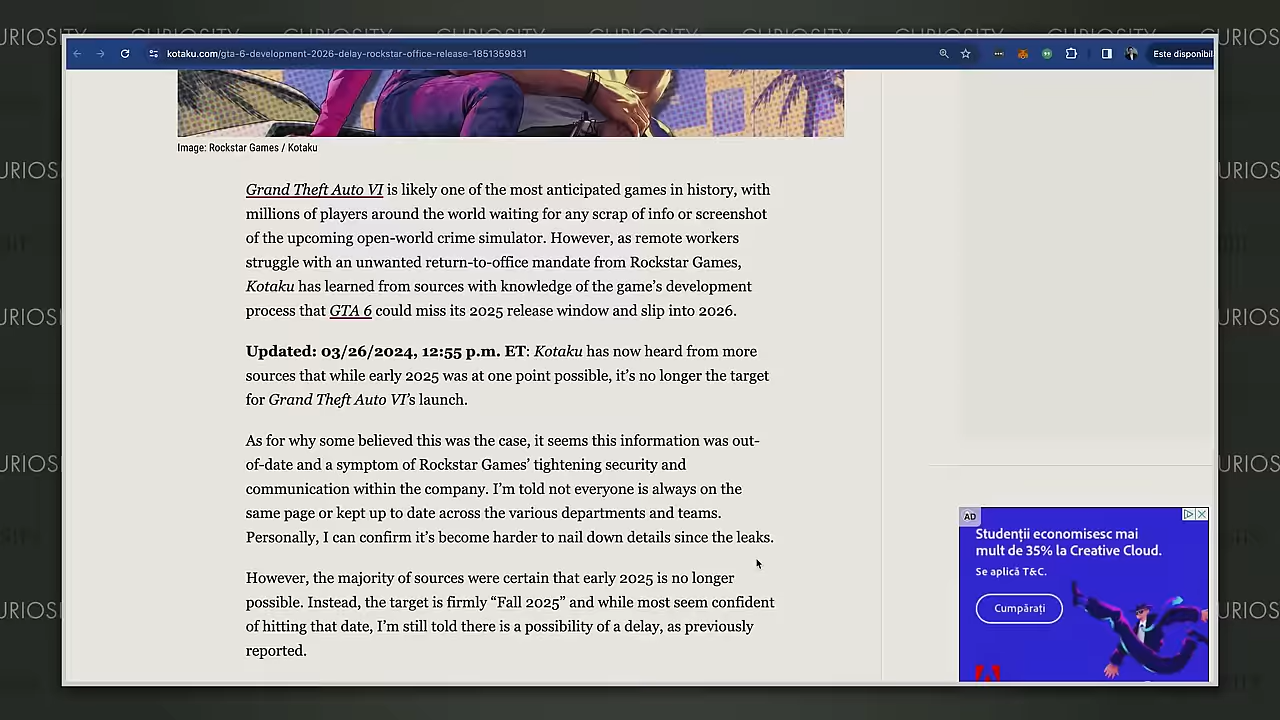 CURIOSITY CURIOSITY CURIOSITY CURIOSITY CURIOSITY CURIOSITY
kotaku.com/gta-6-development-2026-delay-rockstar-office-release-1851359831
Este disponibil
Image: Rockstar Games / Kotaku
Grand Theft Auto VI is likely one of the most anticipated games in history, with
millions of players around the world waiting for any scrap of info or screenshot
of the upcoming open-world crime simulator. However, as remote workers
struggle with an unwanted return-to-office mandate from Rockstar Games,
Kotaku has learned from sources with knowledge of the game’s development
process that GTA 6 could miss its 2025 release window and slip into 2026.
Updated: 03/26/2024, 12:55 p.m. ET: Kotaku has now heard from more
sources that while early 2025 was at one point possible, it’s no longer the target
for Grand Theft Auto VI’s launch.
As for why some believed this was the case, it seems this information was out-
of-date and a symptom of Rockstar Games’ tightening security and
communication within the company. I’m told not everyone is always on the
same page or kept up to date across the various departments and teams.
Personally, I can confirm it’s become harder to nail down details since the leaks.
However, the majority of sources were certain that early 2025 is no longer
possible. Instead, the target is firmly “Fall 2025” and while most seem confident
of hitting that date, I’m still told there is a possibility of a delay, as previously
reported.
AD
Studenții economisesc mai
mult de 35% la Creative Cloud.
Se aplică T&C.
Cumpărați